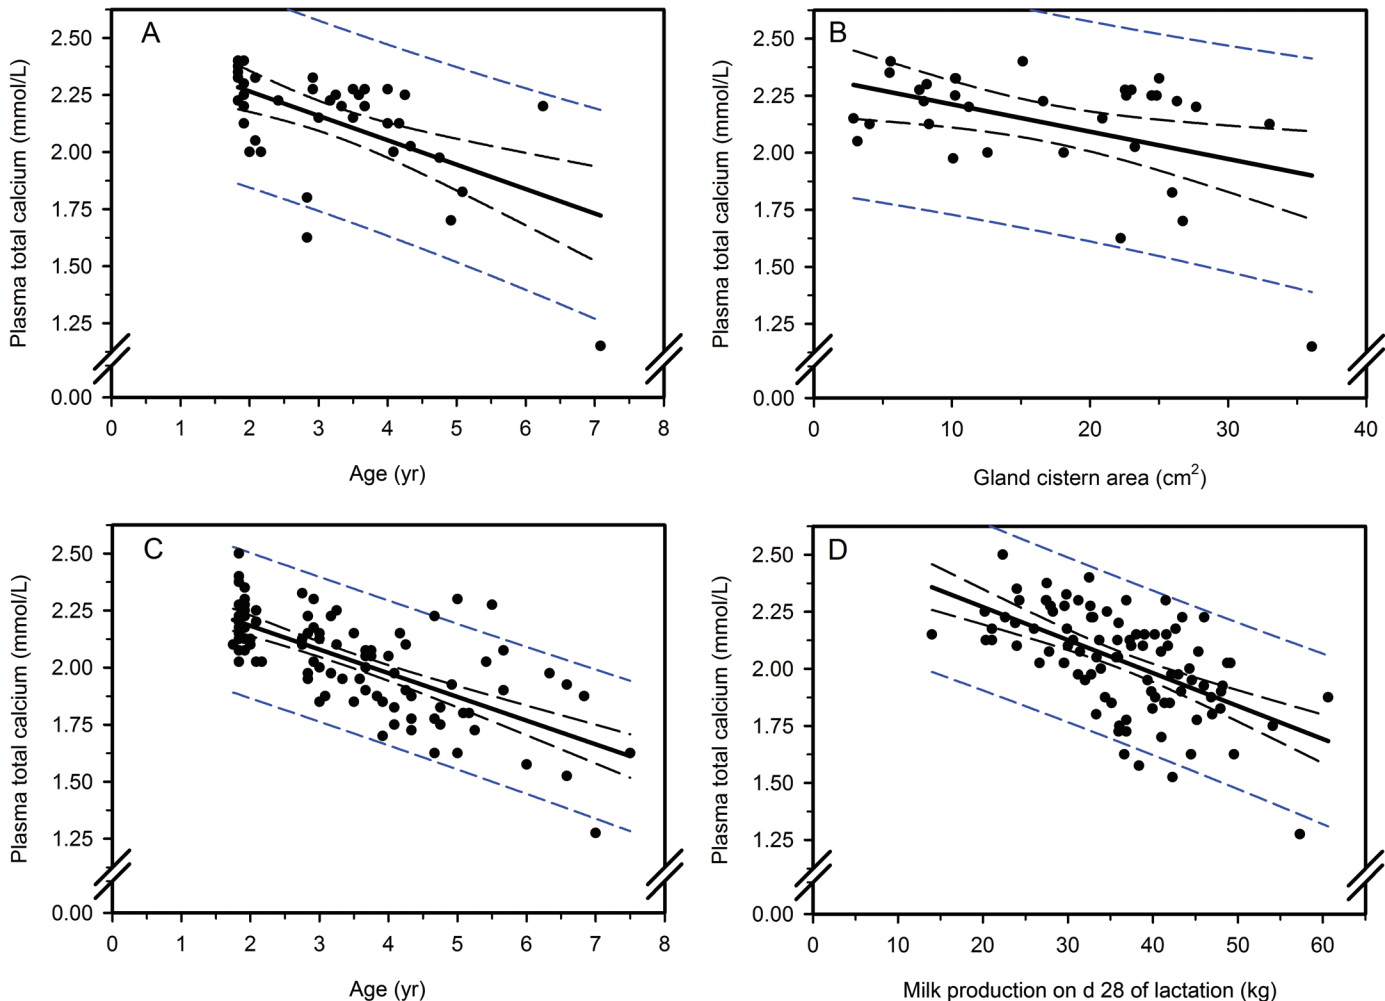 A
Plasma total calcium (mmol/L)
2.50
2.25
2.00
1.75
1.50
1.25
0.00
0 1 2 3 4 5 6 7 8
Age (yr)
B
Plasma total calcium (mmol/L)
2.50
2.25
2.00
1.75
1.50
1.25
0.00
0 10 20 30 40
Gland cistern area (cm²)
C
Plasma total calcium (mmol/L)
2.50
2.25
2.00
1.75
1.50
1.25
0.00
0 1 2 3 4 5 6 7 8
Age (yr)
D
Plasma total calcium (mmol/L)
2.50
2.25
2.00
1.75
1.50
1.25
0.00
0 10 20 30 40 50 60
Milk production on d 28 of lactation (kg)